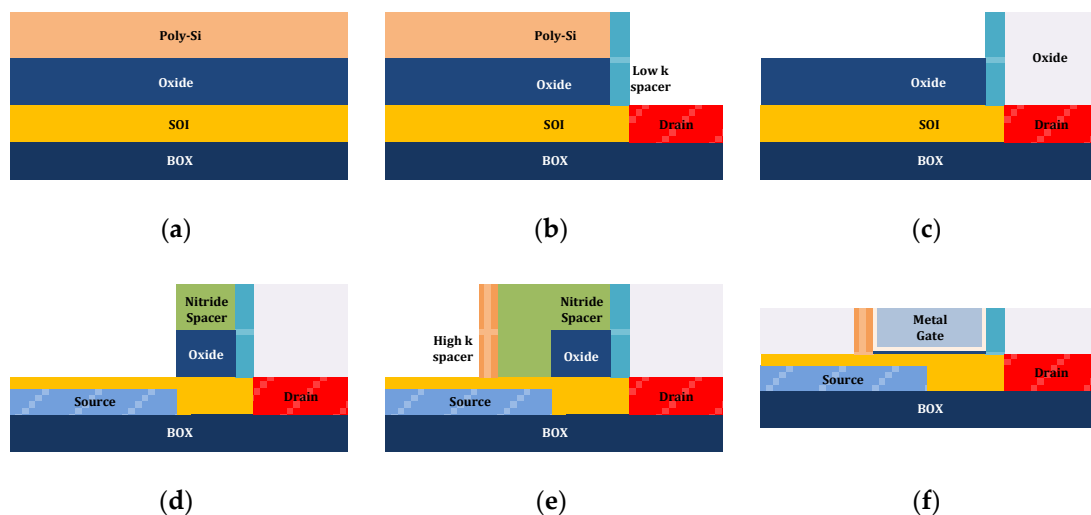 Poly-Si
Oxide
SOI
BOX
(a)
Poly-Si
Oxide
Low k
spacer
SOI
Drain
BOX
(b)
Oxide
Oxide
SOI
Drain
BOX
(c)
Nitride
Spacer
Oxide
Source
Drain
BOX
(d)
Nitride
Spacer
High k
spacer
Oxide
Source
Drain
BOX
(e)
Metal
Gate
Source
Drain
BOX
(f)